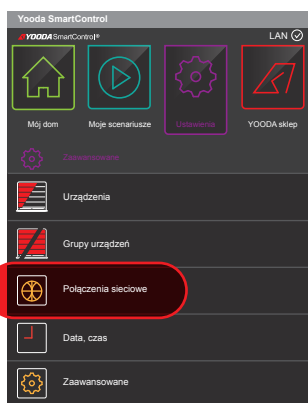 Yooda SmartControl
YOODA SmartControl® LAN
Mój dom Moje scenariusze Ustawienia YOODA sklep
Zaawansowane
Urządzenia
Grupy urządzeń
Połączenia sieciowe
Data, czas
Zaawansowane